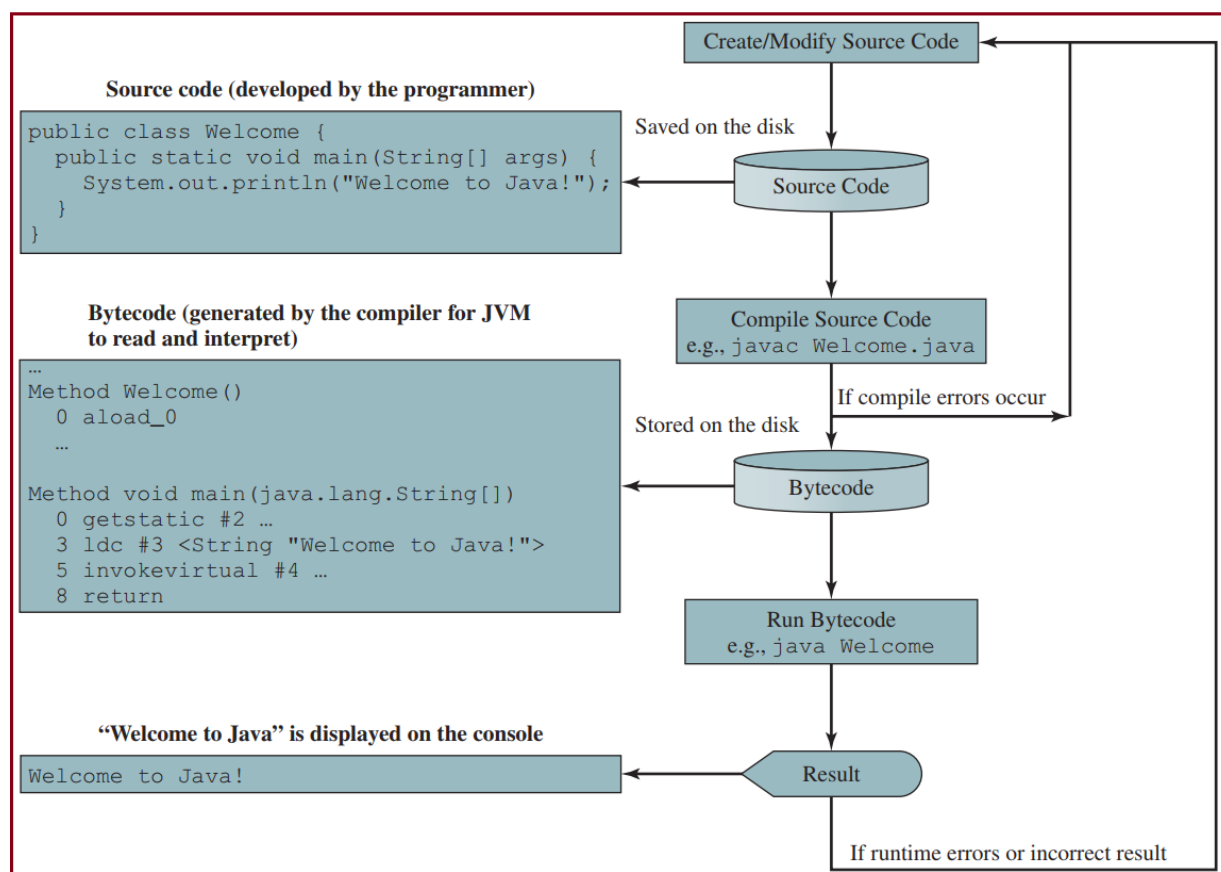 Create/Modify Source Code
Source code (developed by the programmer)
public class Welcome {
  public static void main(String[] args) {
    System.out.println("Welcome to Java!");
  }
}
Saved on the disk
Source Code
Compile Source Code
e.g., javac Welcome.java
If compile errors occur
Bytecode (generated by the compiler for JVM
to read and interpret)
…
Method Welcome()
  0 aload_0
  …
Method void main(java.lang.String[])
  0 getstatic #2 …
  3 ldc #3 <String "Welcome to Java!">
  5 invokevirtual #4 …
  8 return
Stored on the disk
Bytecode
Run Bytecode
e.g., java Welcome
“Welcome to Java” is displayed on the console
Welcome to Java!
Result
If runtime errors or incorrect result